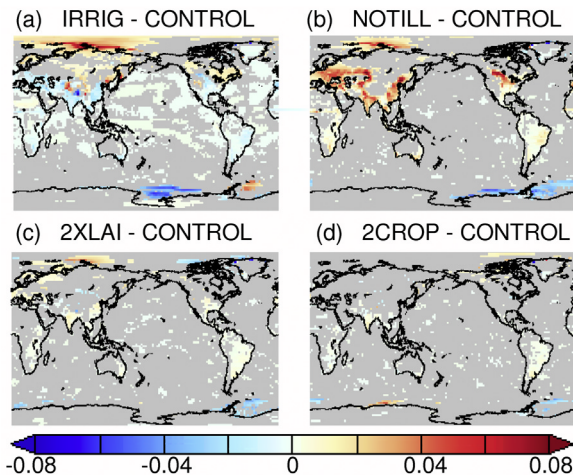 (a) IRRIG - CONTROL
(b) NOTILL - CONTROL
(c) 2XLAI - CONTROL
(d) 2CROP - CONTROL
-0.08 -0.04 0 0.04 0.08